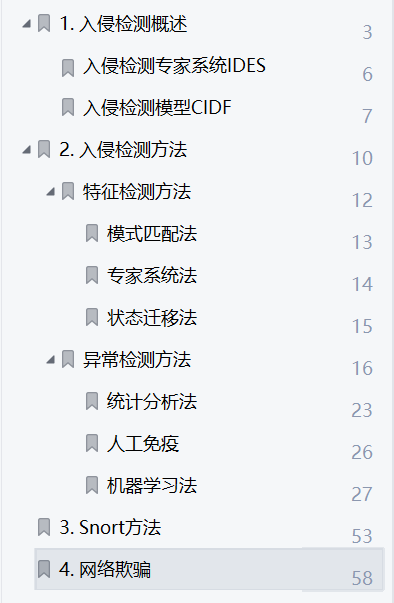 1. 入侵检测概述 3
入侵检测专家系统IDES 6
入侵检测模型CIDF 7
2. 入侵检测方法 10
特征检测方法 12
模式匹配法 13
专家系统法 14
状态迁移法 15
异常检测方法 16
统计分析法 23
人工免疫 26
机器学习法 27
3. Snort方法 53
4. 网络欺骗 58